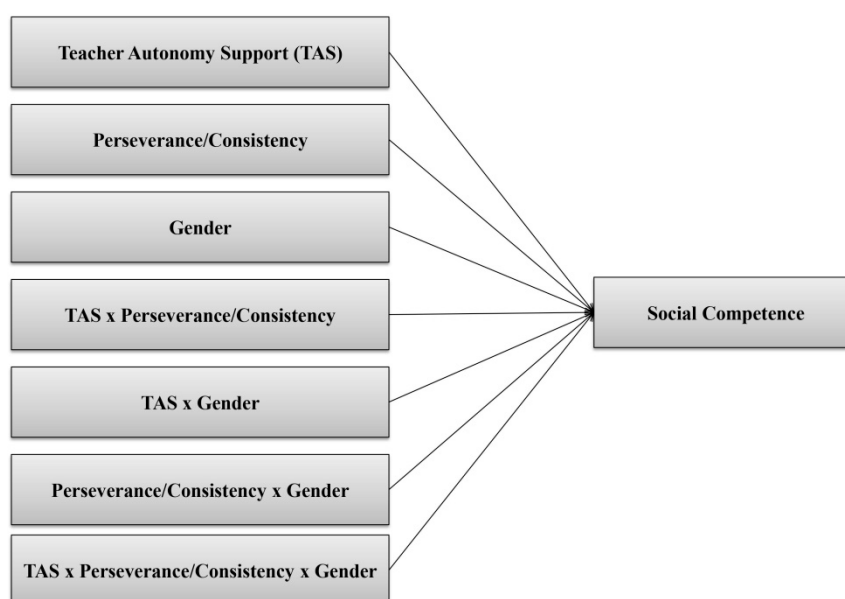 Teacher Autonomy Support (TAS)
Perseverance/Consistency
Gender
TAS x Perseverance/Consistency
Social Competence
TAS x Gender
Perseverance/Consistency x Gender
TAS x Perseverance/Consistency x Gender